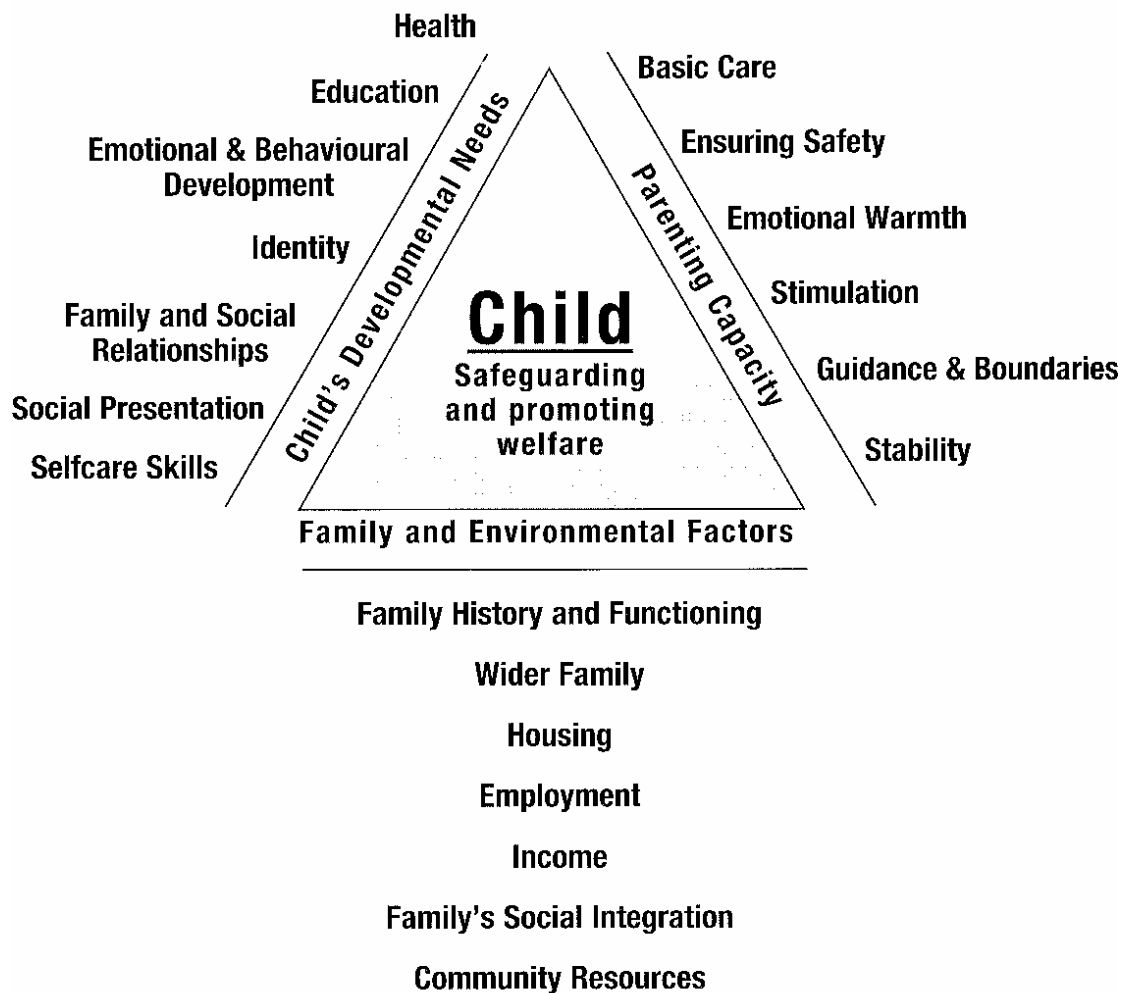 Health
Education
Emotional & Behavioural
Development
Identity
Family and Social
Relationships
Social Presentation
Selfcare Skills
Child's Developmental Needs
Basic Care
Ensuring Safety
Emotional Warmth
Stimulation
Guidance & Boundaries
Stability
Parenting Capacity
Child
Safeguarding
and promoting
welfare
Family and Environmental Factors
Family History and Functioning
Wider Family
Housing
Employment
Income
Family's Social Integration
Community Resources